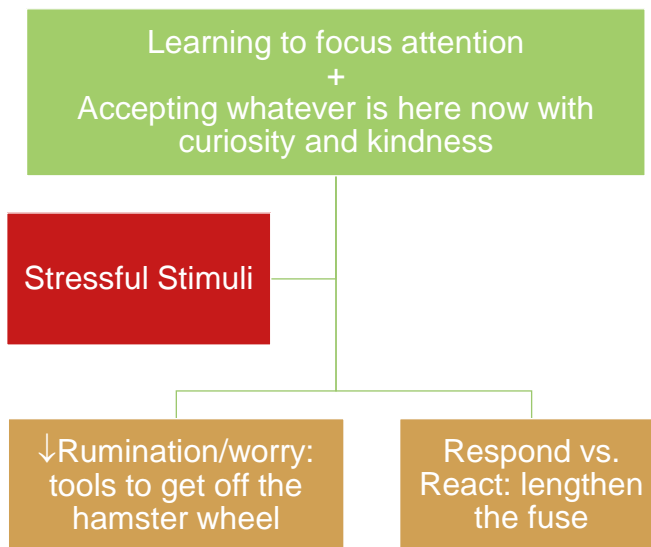 Learning to focus attention
+
Accepting whatever is here now with
curiosity and kindness
Stressful Stimuli
↓Rumination/worry:
tools to get off the
hamster wheel
Respond vs.
React: lengthen
the fuse